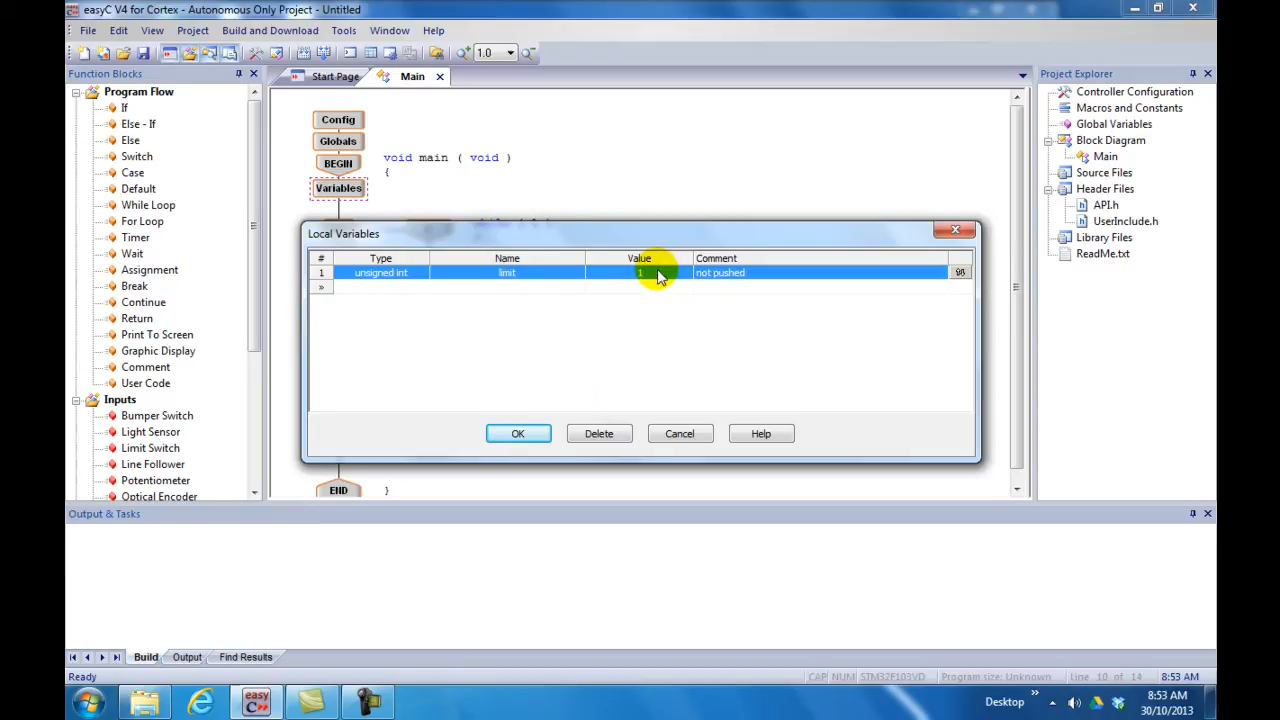 easyC V4 for Cortex - Autonomous Only Project - Untitled
File Edit View Project Build and Download Tools Window Help
1.0
Function Blocks
Program Flow
If
Else - If
Else
Switch
Case
Default
While Loop
For Loop
Timer
Wait
Assignment
Break
Continue
Return
Print To Screen
Graphic Display
Comment
User Code
Inputs
Bumper Switch
Light Sensor
Limit Switch
Line Follower
Potentiometer
Optical Encoder
Start Page
Main
Config
Globals
BEGIN
Variables
void main ( void )
{
Local Variables
# Type Name Value Comment
1 unsigned int limit 1 not pushed
»
OK Delete Cancel Help
END
}
Project Explorer
Controller Configuration
Macros and Constants
Global Variables
Block Diagram
Main
Source Files
Header Files
API.h
UserInclude.h
Library Files
ReadMe.txt
Output & Tasks
Build Output Find Results
Ready
CAP NUM STM32F103VD Program size: Unknown Line 10 of 14 8:53 AM
easy C
Desktop »
8:53 AM
30/10/2013